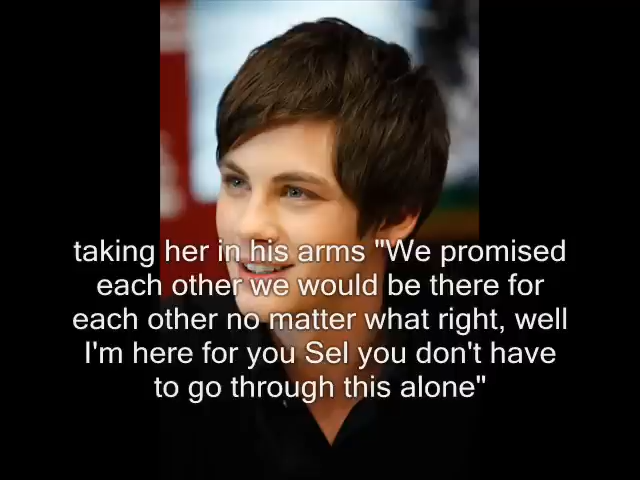 taking her in his arms "We promised
each other we would be there for
each other no matter what right, well
I'm here for you Sel you don't have
to go through this alone"